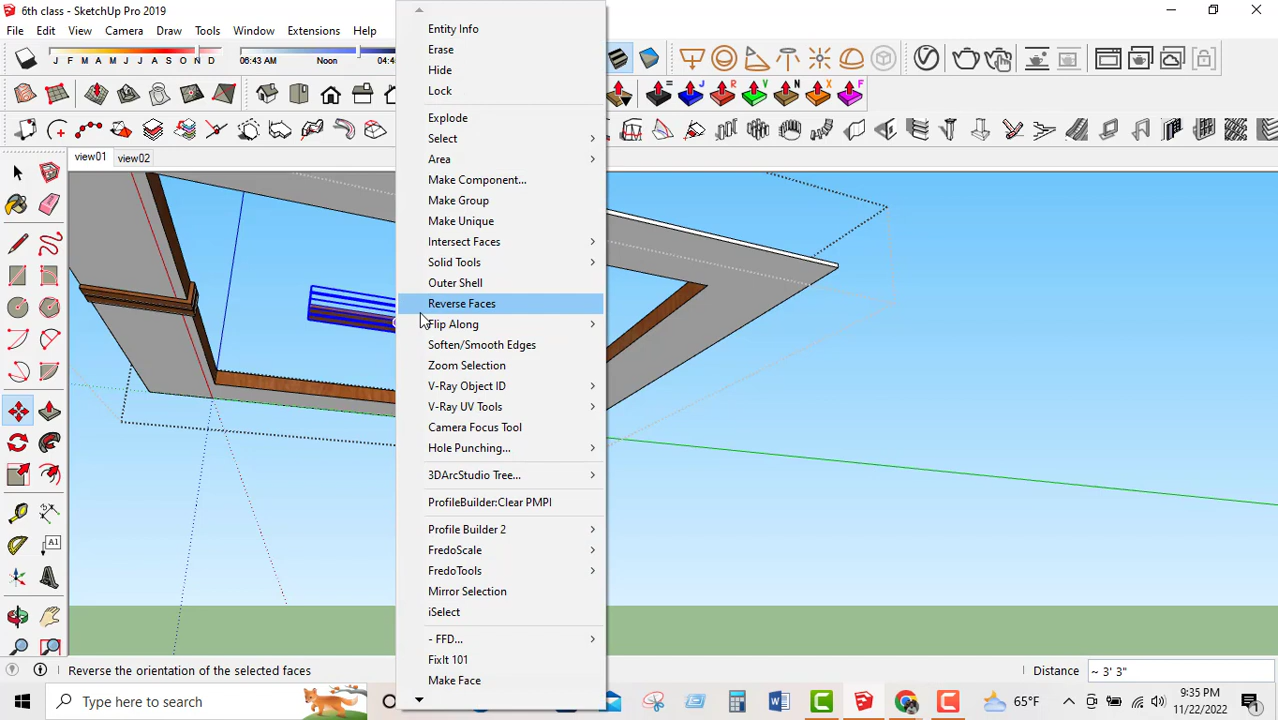 6th class - SketchUp Pro 2019
File Edit View Camera Draw Tools Window Extensions Help
J F M A M J J A S O N D 06:43 AM Noon
view01 view02
Entity Info
Erase
Hide
Lock
Explode
Select
Area
Make Component...
Make Group
Make Unique
Intersect Faces
Solid Tools
Outer Shell
Reverse Faces
Flip Along
Soften/Smooth Edges
Zoom Selection
V-Ray Object ID
V-Ray UV Tools
Camera Focus Tool
Hole Punching...
3DArcStudio Tree...
ProfileBuilder:Clear PMPI
Profile Builder 2
FredoScale
FredoTools
Mirror Selection
iSelect
- FFD...
FixIt 101
Make Face
Reverse the orientation of the selected faces
Distance ~ 3' 3"
Type here to search
65°F
9:35 PM
11/22/2022